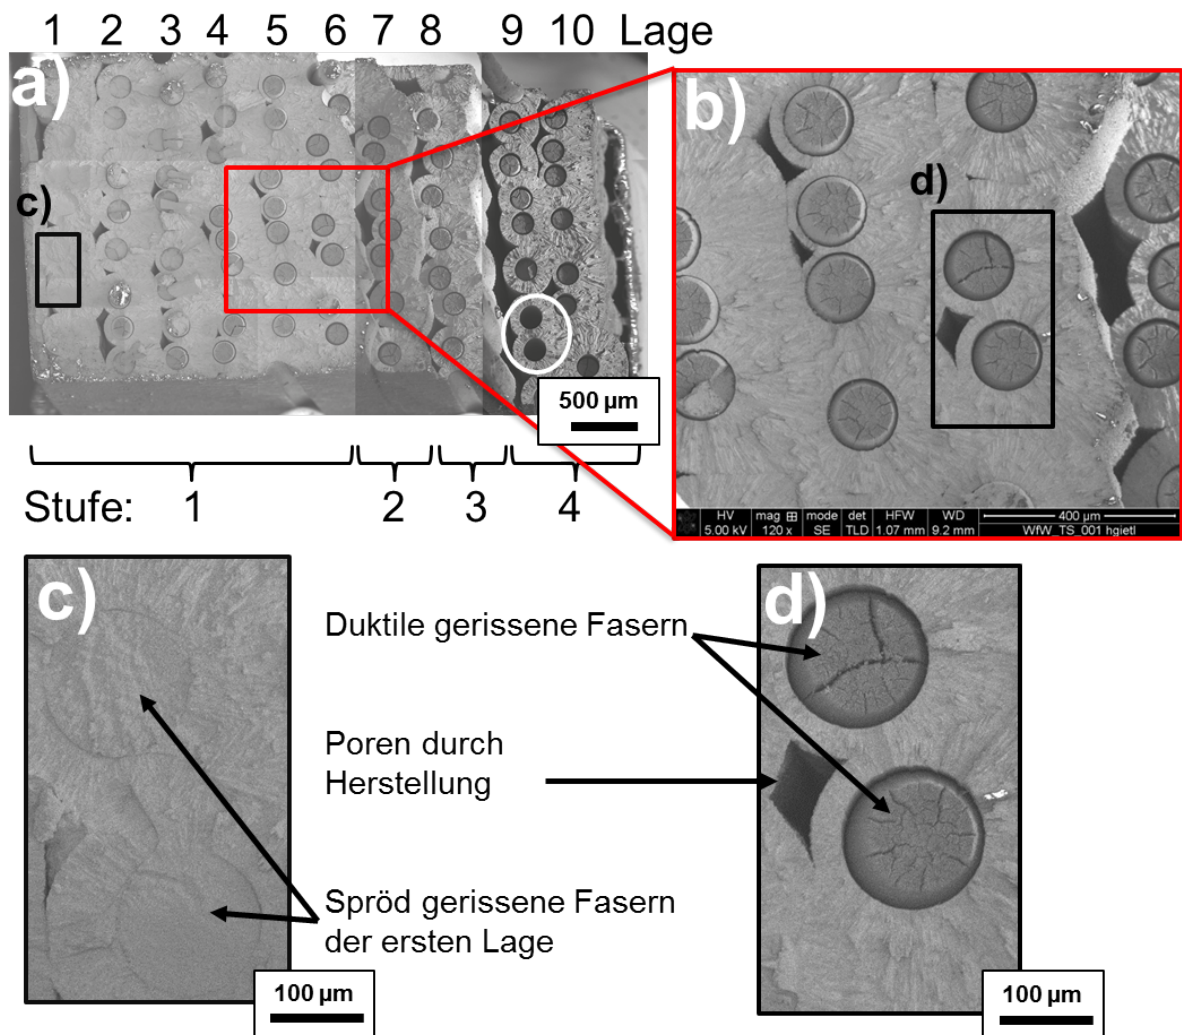 1 2 3 4 5 6 7 8 9 10 Lage
a)
c)
500 µm
Stufe: 1 2 3 4
b)
d)
HV mag mode det HFW WD 400 µm
5.00 kV 120 x SE TLD 1.07 mm 9.2 mm WfW_TS_001 hgietl
c)
100 µm
Duktile gerissene Fasern
Poren durch
Herstellung
Spröd gerissene Fasern
der ersten Lage
d)
100 µm